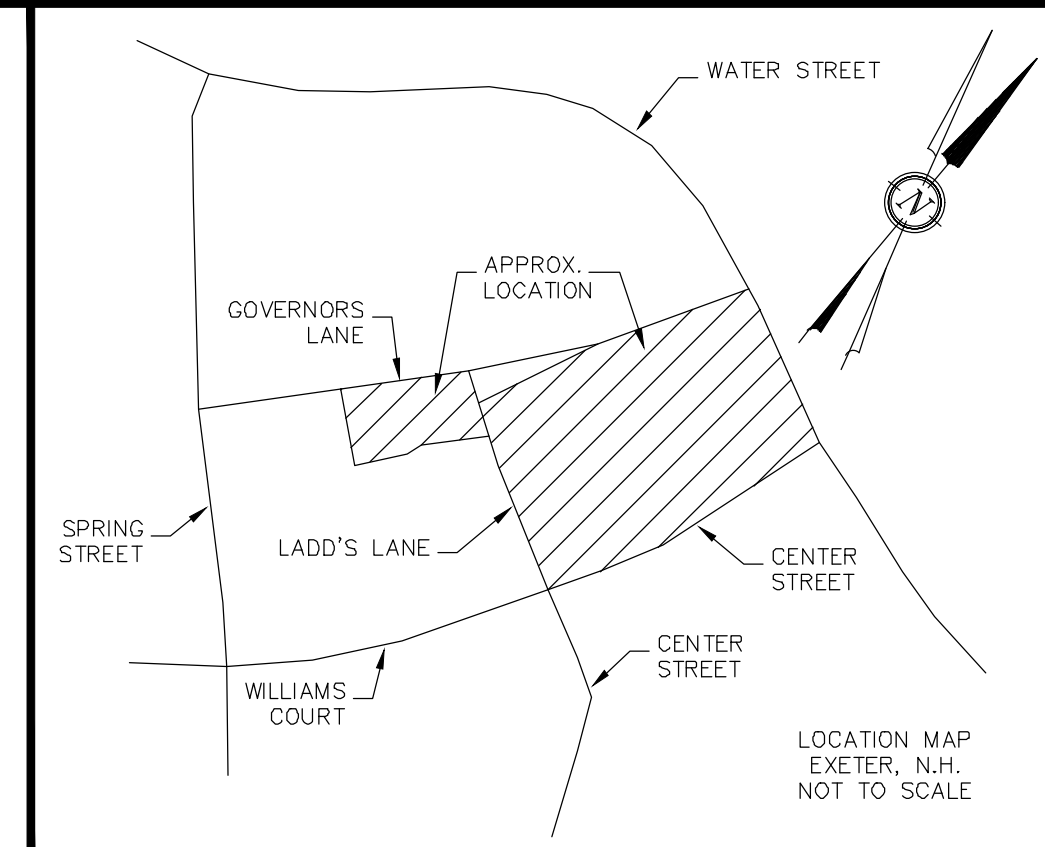 WATER STREET
N
APPROX.
LOCATION
GOVERNORS
LANE
SPRING
STREET
LADD'S LANE
CENTER
STREET
CENTER
STREET
WILLIAMS
COURT
LOCATION MAP
EXETER, N.H.
NOT TO SCALE